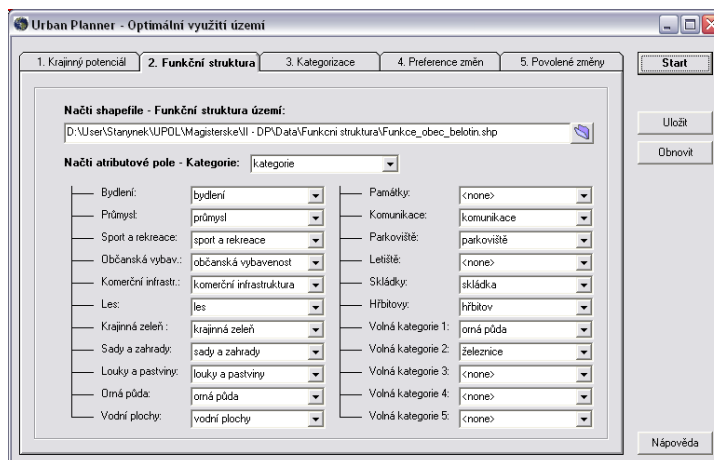 Urban Planner - Optimální využití území
1. Krajinný potenciál
2. Funkční struktura
3. Kategorizace
4. Preference změn
5. Povolené změny
Start
Uložit
Obnovit
Nápověda
Načti shapefile - Funkční struktura území:
D:\User\Stanynek\UPOL\Magisterske\II - DP\Data\Funkcni struktura\Funkce_obec_belotin.shp
Načti atributové pole - Kategorie: kategorie
Bydlení: bydlení
Průmysl: průmysl
Sport a rekreace: sport a rekreace
Občanská vybav.: občanská vybavenost
Komerční infrastr.: komerční infrastruktura
Les: les
Krajinná zeleň : krajinná zeleň
Sady a zahrady: sady a zahrady
Louky a pastviny: louky a pastviny
Orná půda: orná půda
Vodní plochy: vodní plochy
Památky: <none>
Komunikace: komunikace
Parkoviště: parkoviště
Letiště: <none>
Skládky: skládka
Hřbitovy: hřbitov
Volná kategorie 1: orná půda
Volná kategorie 2: železnice
Volná kategorie 3: <none>
Volná kategorie 4: <none>
Volná kategorie 5: <none>